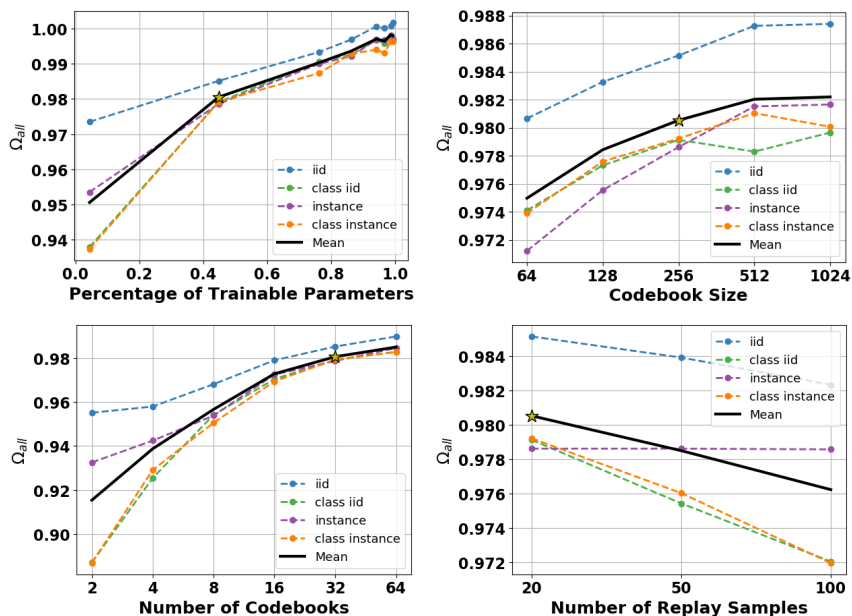 1.00
0.99
0.98
0.97
0.96
0.95
0.94
Ω_all
iid
class iid
instance
class instance
Mean
0.0 0.2 0.4 0.6 0.8 1.0
Percentage of Trainable Parameters
0.988
0.986
0.984
0.982
0.980
0.978
0.976
0.974
0.972
Ω_all
iid
class iid
instance
class instance
Mean
64 128 256 512 1024
Codebook Size
0.98
0.96
0.94
0.92
0.90
Ω_all
iid
class iid
instance
class instance
Mean
2 4 8 16 32 64
Number of Codebooks
0.984
0.982
0.980
0.978
0.976
0.974
0.972
Ω_all
iid
class iid
instance
class instance
Mean
20 50 100
Number of Replay Samples